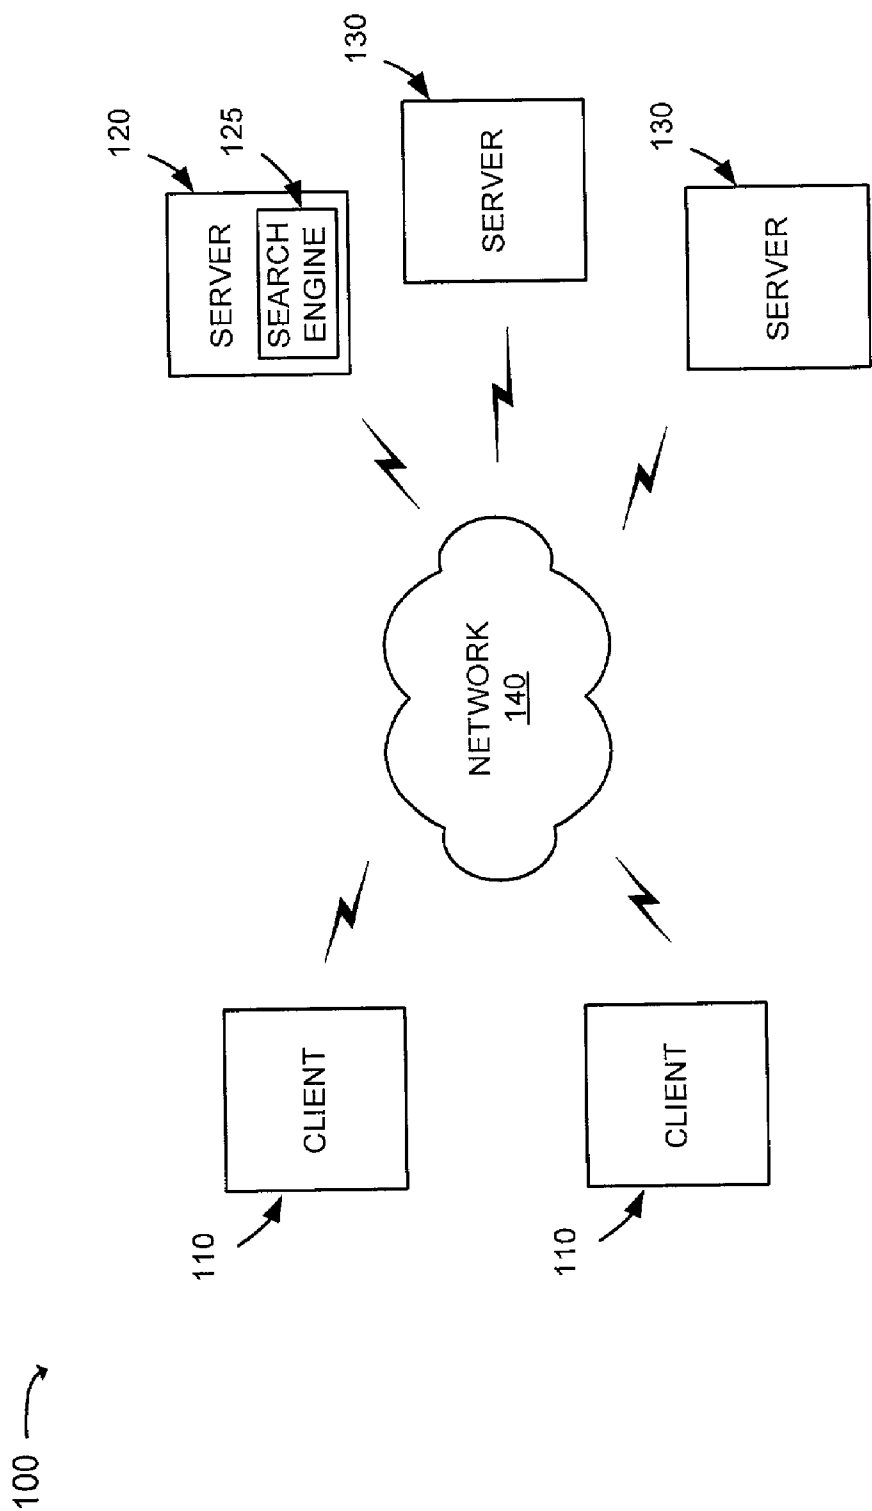 100
110
CLIENT
110
CLIENT
NETWORK
140
120
SERVER
125
SEARCH
ENGINE
130
SERVER
130
SERVER